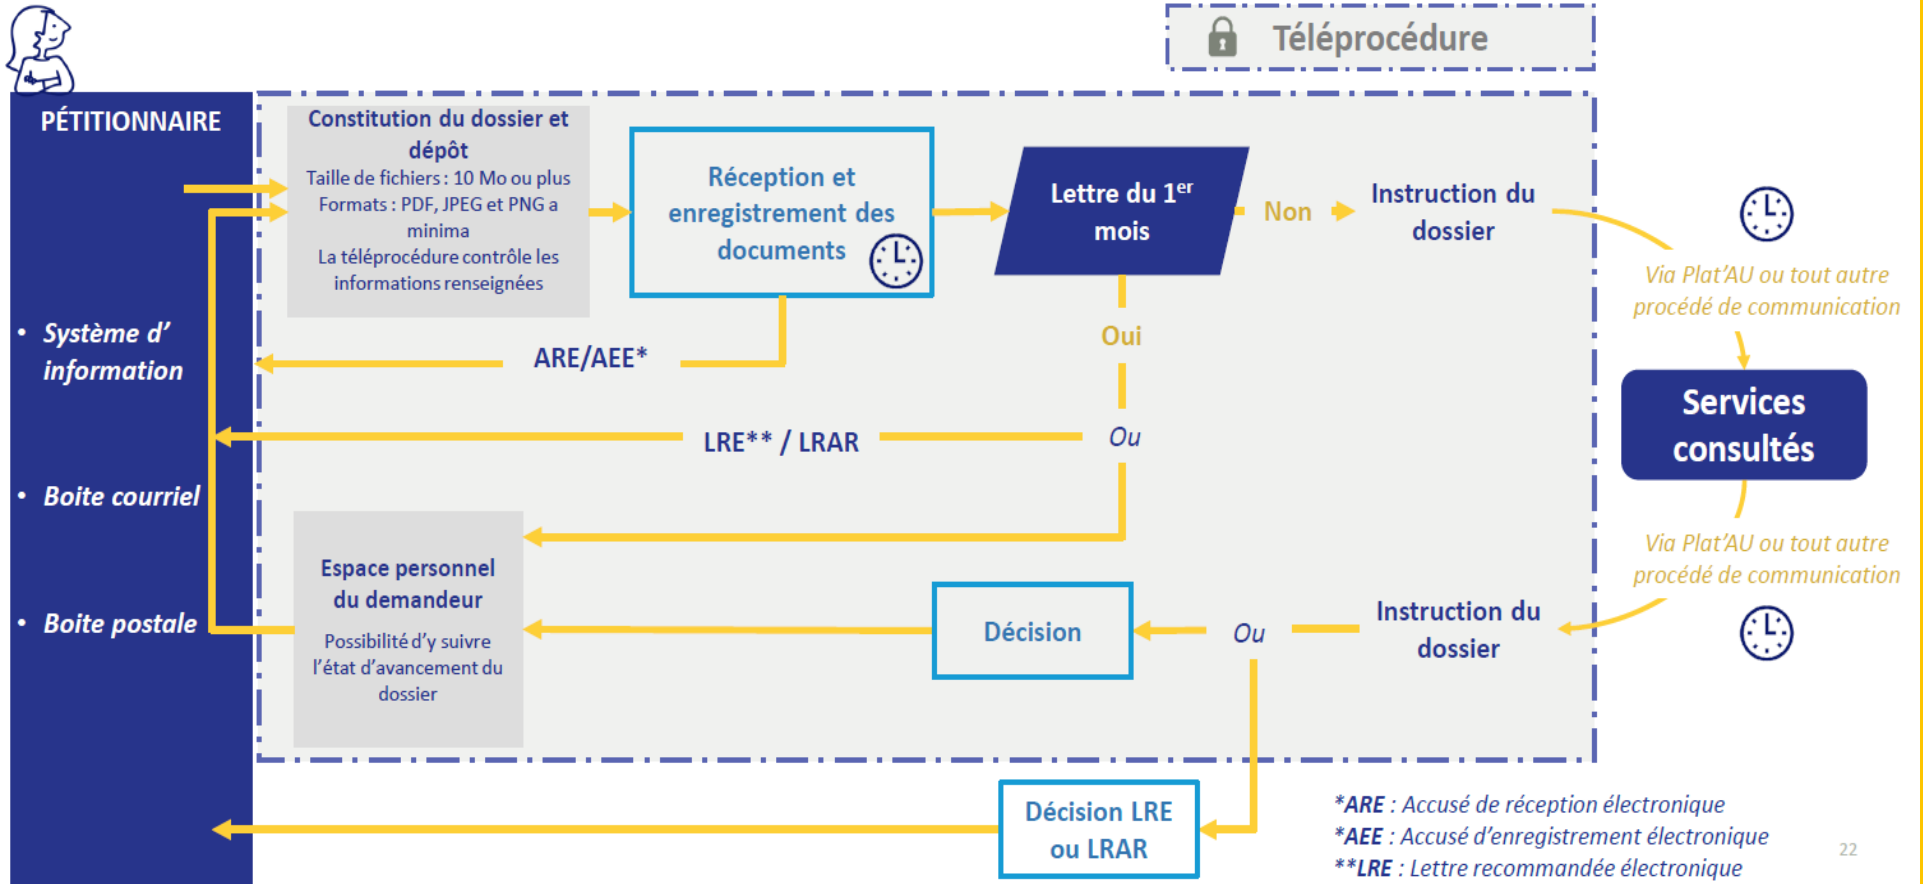 Téléprocédure
PÉTITIONNAIRE
• Système d’
information
• Boite courriel
• Boite postale
Constitution du dossier et
dépôt
Taille de fichiers : 10 Mo ou plus
Formats : PDF, JPEG et PNG a
minima
La téléprocédure contrôle les
informations renseignées
Réception et
enregistrement des
documents
Lettre du 1er
mois
Non
Instruction du
dossier
Via Plat’AU ou tout autre
procédé de communication
Oui
ARE/AEE*
Services
consultés
LRE** / LRAR
Ou
Via Plat’AU ou tout autre
procédé de communication
Espace personnel
du demandeur
Possibilité d’y suivre
l’état d’avancement du
dossier
Décision
Ou
Instruction du
dossier
Décision LRE
ou LRAR
*ARE : Accusé de réception électronique
*AEE : Accusé d’enregistrement électronique
**LRE : Lettre recommandée électronique
22